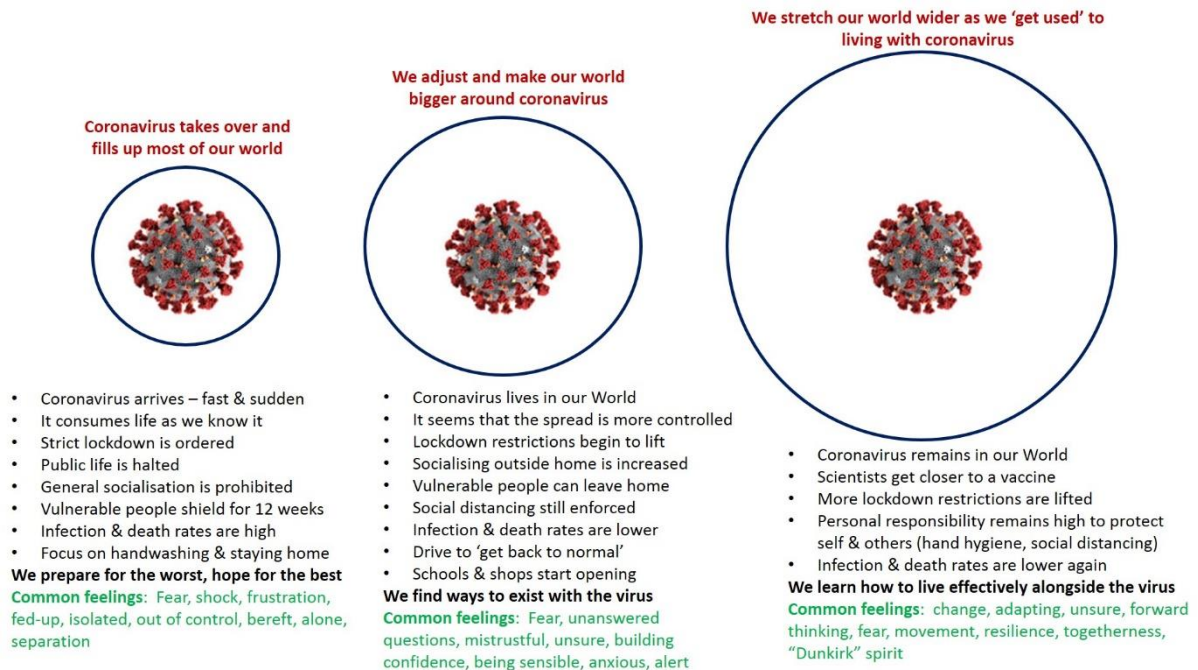 Coronavirus takes over and
fills up most of our world
• Coronavirus arrives – fast & sudden
• It consumes life as we know it
• Strict lockdown is ordered
• Public life is halted
• General socialisation is prohibited
• Vulnerable people shield for 12 weeks
• Infection & death rates are high
• Focus on handwashing & staying home
We prepare for the worst, hope for the best
Common feelings: Fear, shock, frustration,
fed-up, isolated, out of control, bereft, alone,
separation
We adjust and make our world
bigger around coronavirus
• Coronavirus lives in our World
• It seems that the spread is more controlled
• Lockdown restrictions begin to lift
• Socialising outside home is increased
• Vulnerable people can leave home
• Social distancing still enforced
• Infection & death rates are lower
• Drive to ‘get back to normal’
• Schools & shops start opening
We find ways to exist with the virus
Common feelings: Fear, unanswered
questions, mistrustful, unsure, building
confidence, being sensible, anxious, alert
We stretch our world wider as we ‘get used’ to
living with coronavirus
• Coronavirus remains in our World
• Scientists get closer to a vaccine
• More lockdown restrictions are lifted
• Personal responsibility remains high to protect
self & others (hand hygiene, social distancing)
• Infection & death rates are lower again
We learn how to live effectively alongside the virus
Common feelings: change, adapting, unsure, forward
thinking, fear, movement, resilience, togetherness,
“Dunkirk” spirit